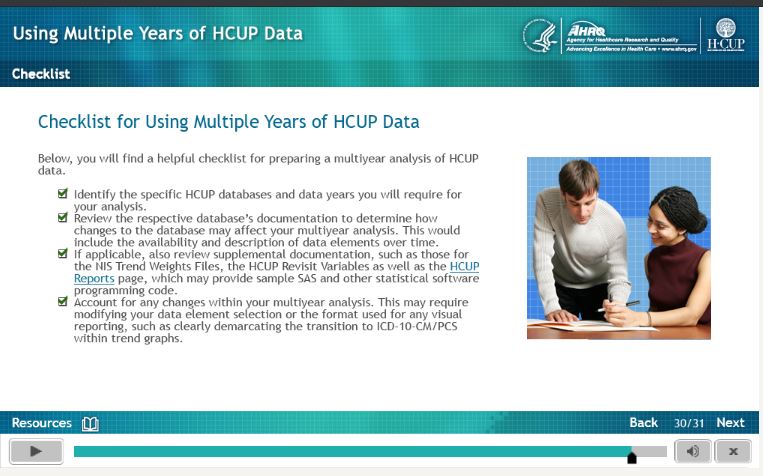 Using Multiple Years of HCUP Data
AHRQ
Agency for Healthcare Research and Quality
Advancing Excellence in Health Care • www.ahrq.gov
H·CUP
Checklist
Checklist for Using Multiple Years of HCUP Data
Below, you will find a helpful checklist for preparing a multiyear analysis of HCUP
data.
Identify the specific HCUP databases and data years you will require for
your analysis.
Review the respective database's documentation to determine how
changes to the database may affect your multiyear analysis. This would
include the availability and description of data elements over time.
If applicable, also review supplemental documentation, such as those for
the NIS Trend Weights Files, the HCUP Revisit Variables as well as the HCUP
Reports page, which may provide sample SAS and other statistical software
programming code.
Account for any changes within your multiyear analysis. This may require
modifying your data element selection or the format used for any visual
reporting, such as clearly demarcating the transition to ICD-10-CM/PCS
within trend graphs.
Resources
Back 30/31 Next